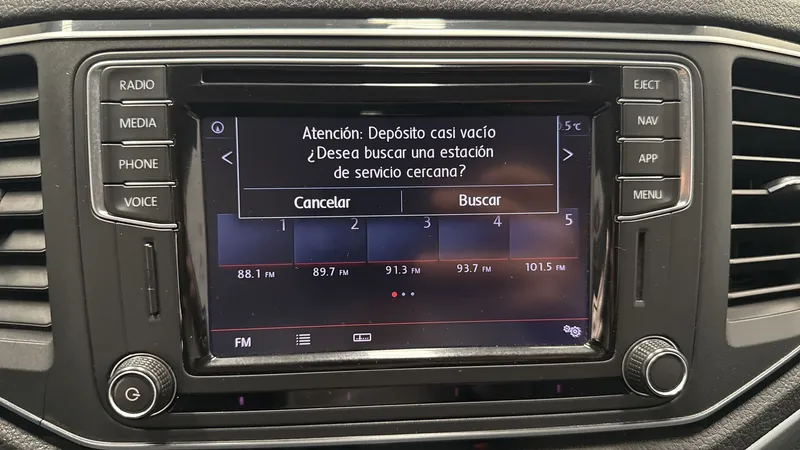 RADIO
MEDIA
PHONE
VOICE
EJECT
NAV
APP
MENU
Atención: Depósito casi vacío
¿Desea buscar una estación
de servicio cercana?
Cancelar Buscar
.5°C
1 2 3 4 5
88.1 FM 89.7 FM 91.3 FM 93.7 FM 101.5 FM
FM